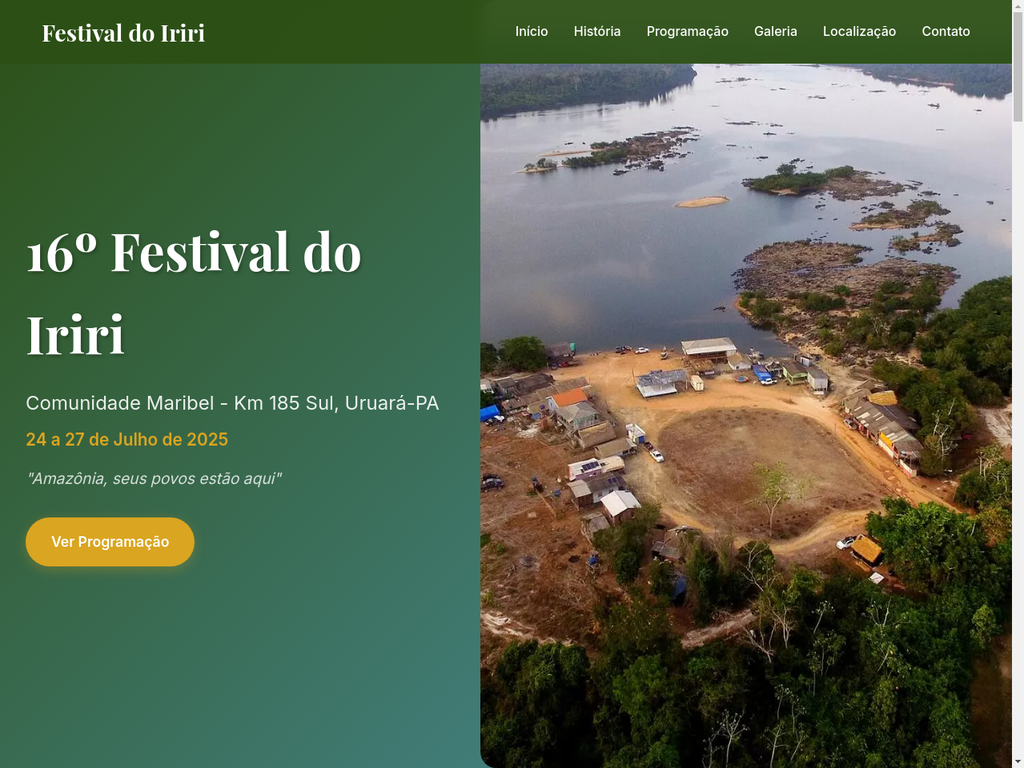 Festival do Iriri
Início História Programação Galeria Localização Contato
16º Festival do
Iriri
Comunidade Maribel - Km 185 Sul, Uruará-PA
24 a 27 de Julho de 2025
"Amazônia, seus povos estão aqui"
Ver Programação